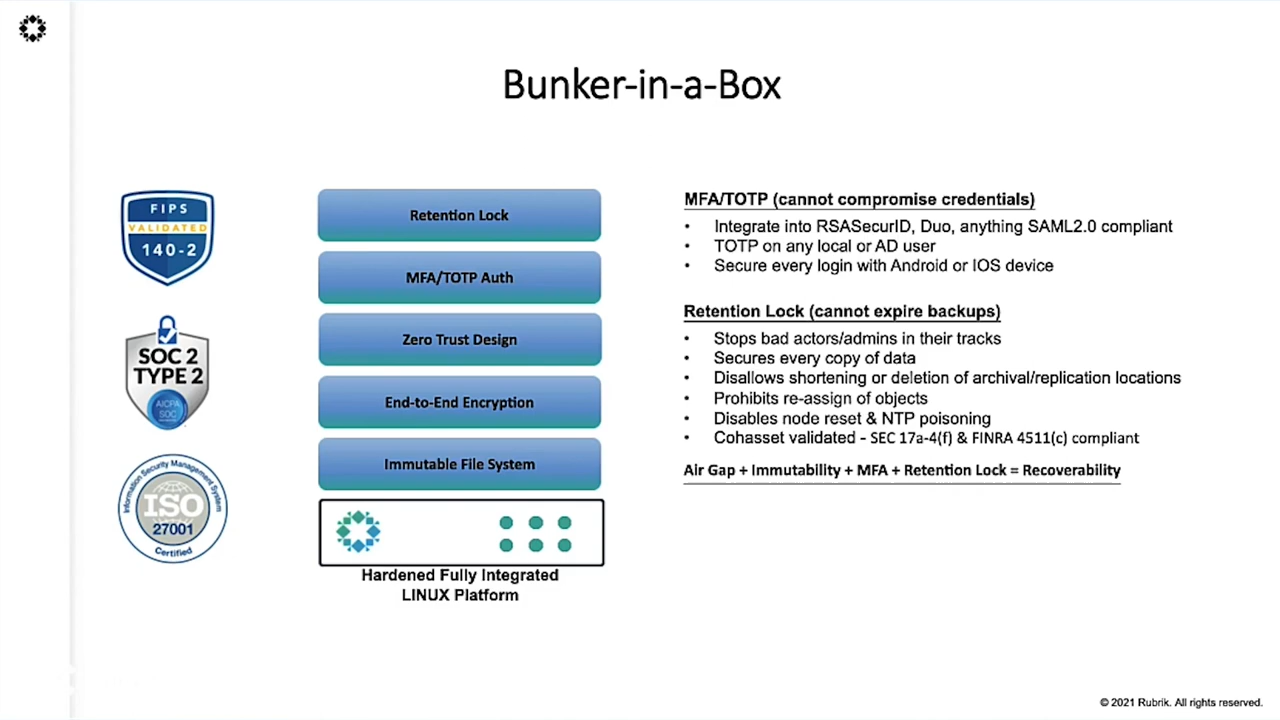 Bunker-in-a-Box
FIPS
VALIDATED
140-2
SOC 2
TYPE 2
AICPA
SOC
Information Security Management System
ISO
27001
Certified
Retention Lock
MFA/TOTP Auth
Zero Trust Design
End-to-End Encryption
Immutable File System
Hardened Fully Integrated
LINUX Platform
MFA/TOTP (cannot compromise credentials)
• Integrate into RSASecurID, Duo, anything SAML2.0 compliant
• TOTP on any local or AD user
• Secure every login with Android or IOS device
Retention Lock (cannot expire backups)
• Stops bad actors/admins in their tracks
• Secures every copy of data
• Disallows shortening or deletion of archival/replication locations
• Prohibits re-assign of objects
• Disables node reset & NTP poisoning
• Cohasset validated - SEC 17a-4(f) & FINRA 4511(c) compliant
Air Gap + Immutability + MFA + Retention Lock = Recoverability
© 2021 Rubrik. All rights reserved.